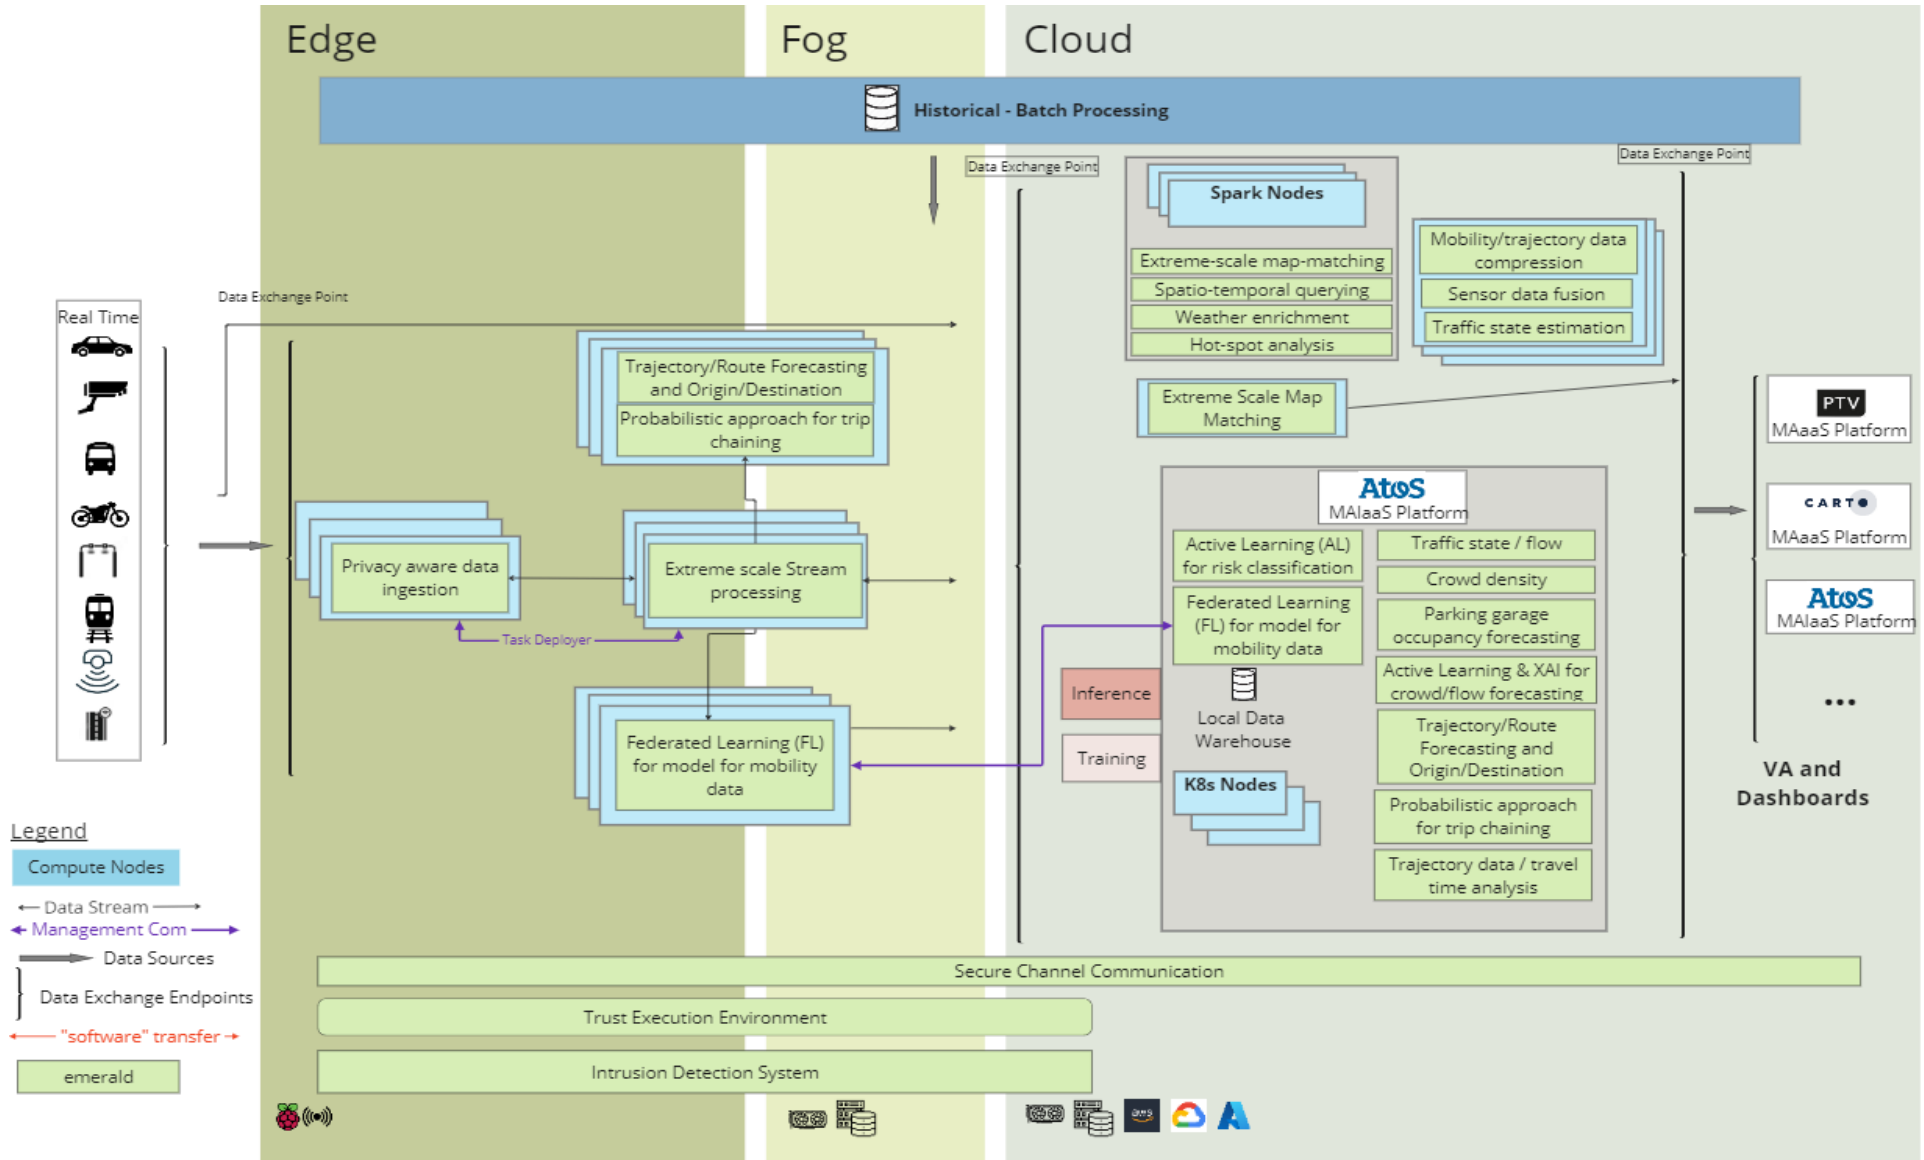 Edge
Fog
Cloud
Historical - Batch Processing
Data Exchange Point
Data Exchange Point
Data Exchange Point
Real Time
Spark Nodes
Extreme-scale map-matching
Spatio-temporal querying
Weather enrichment
Hot-spot analysis
Mobility/trajectory data
compression
Sensor data fusion
Traffic state estimation
Trajectory/Route Forecasting
and Origin/Destination
Probabilistic approach for trip
chaining
Extreme Scale Map
Matching
PTV
MAaaS Platform
CARTO
MAaaS Platform
Atos
MAIaaS Platform
...
VA and
Dashboards
Privacy aware data
ingestion
Extreme scale Stream
processing
Task Deployer
Federated Learning (FL)
for model for mobility
data
Inference
Training
Atos
MAIaaS Platform
Active Learning (AL)
for risk classification
Federated Learning
(FL) for model for
mobility data
Local Data
Warehouse
K8s Nodes
Traffic state / flow
Crowd density
Parking garage
occupancy forecasting
Active Learning & XAI for
crowd/flow forecasting
Trajectory/Route
Forecasting and
Origin/Destination
Probabilistic approach
for trip chaining
Trajectory data / travel
time analysis
Legend
Compute Nodes
Data Stream
Management Com
Data Sources
Data Exchange Endpoints
"software" transfer
emerald
Secure Channel Communication
Trust Execution Environment
Intrusion Detection System
aws